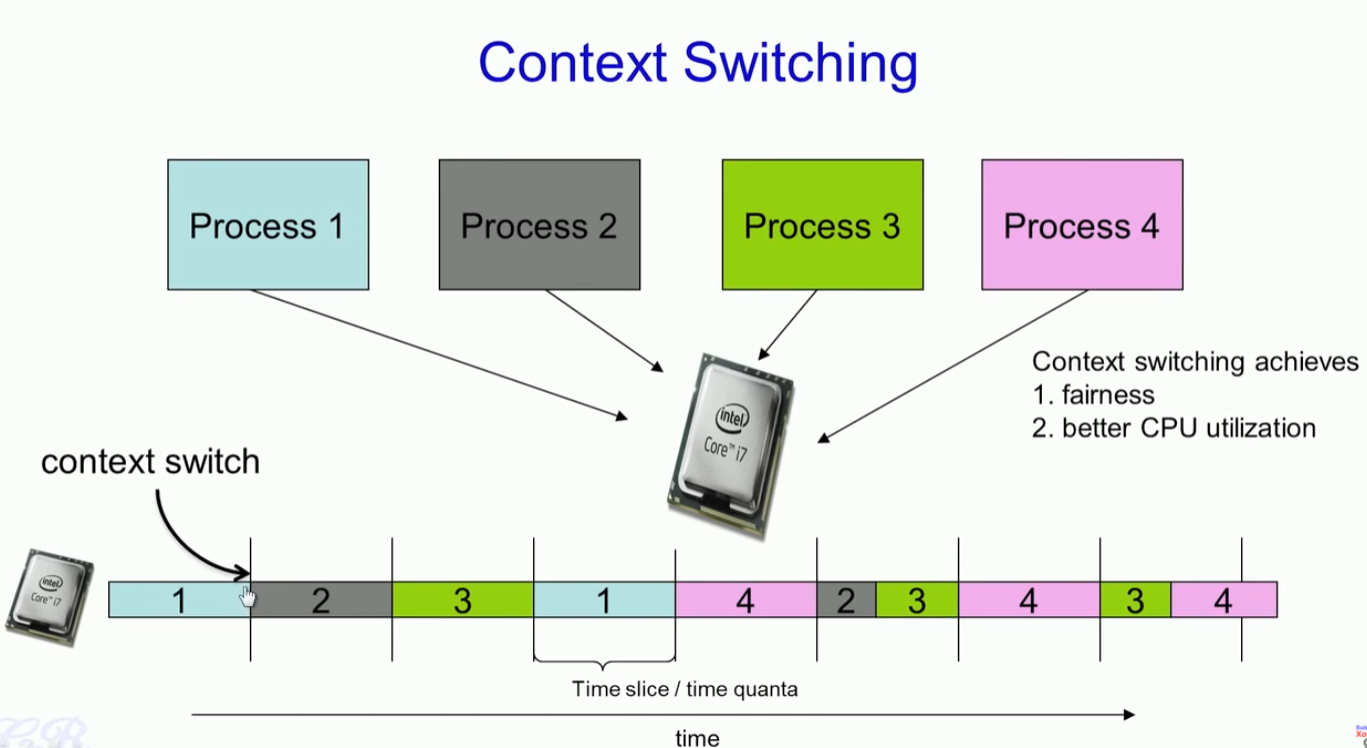 Context Switching
Process 1
Process 2
Process 3
Process 4
intel
Core™ i7
Context switching achieves
1. fairness
2. better CPU utilization
context switch
intel
Core™ i7
1
2
3
1
4
2
3
4
3
4
Time slice / time quanta
time